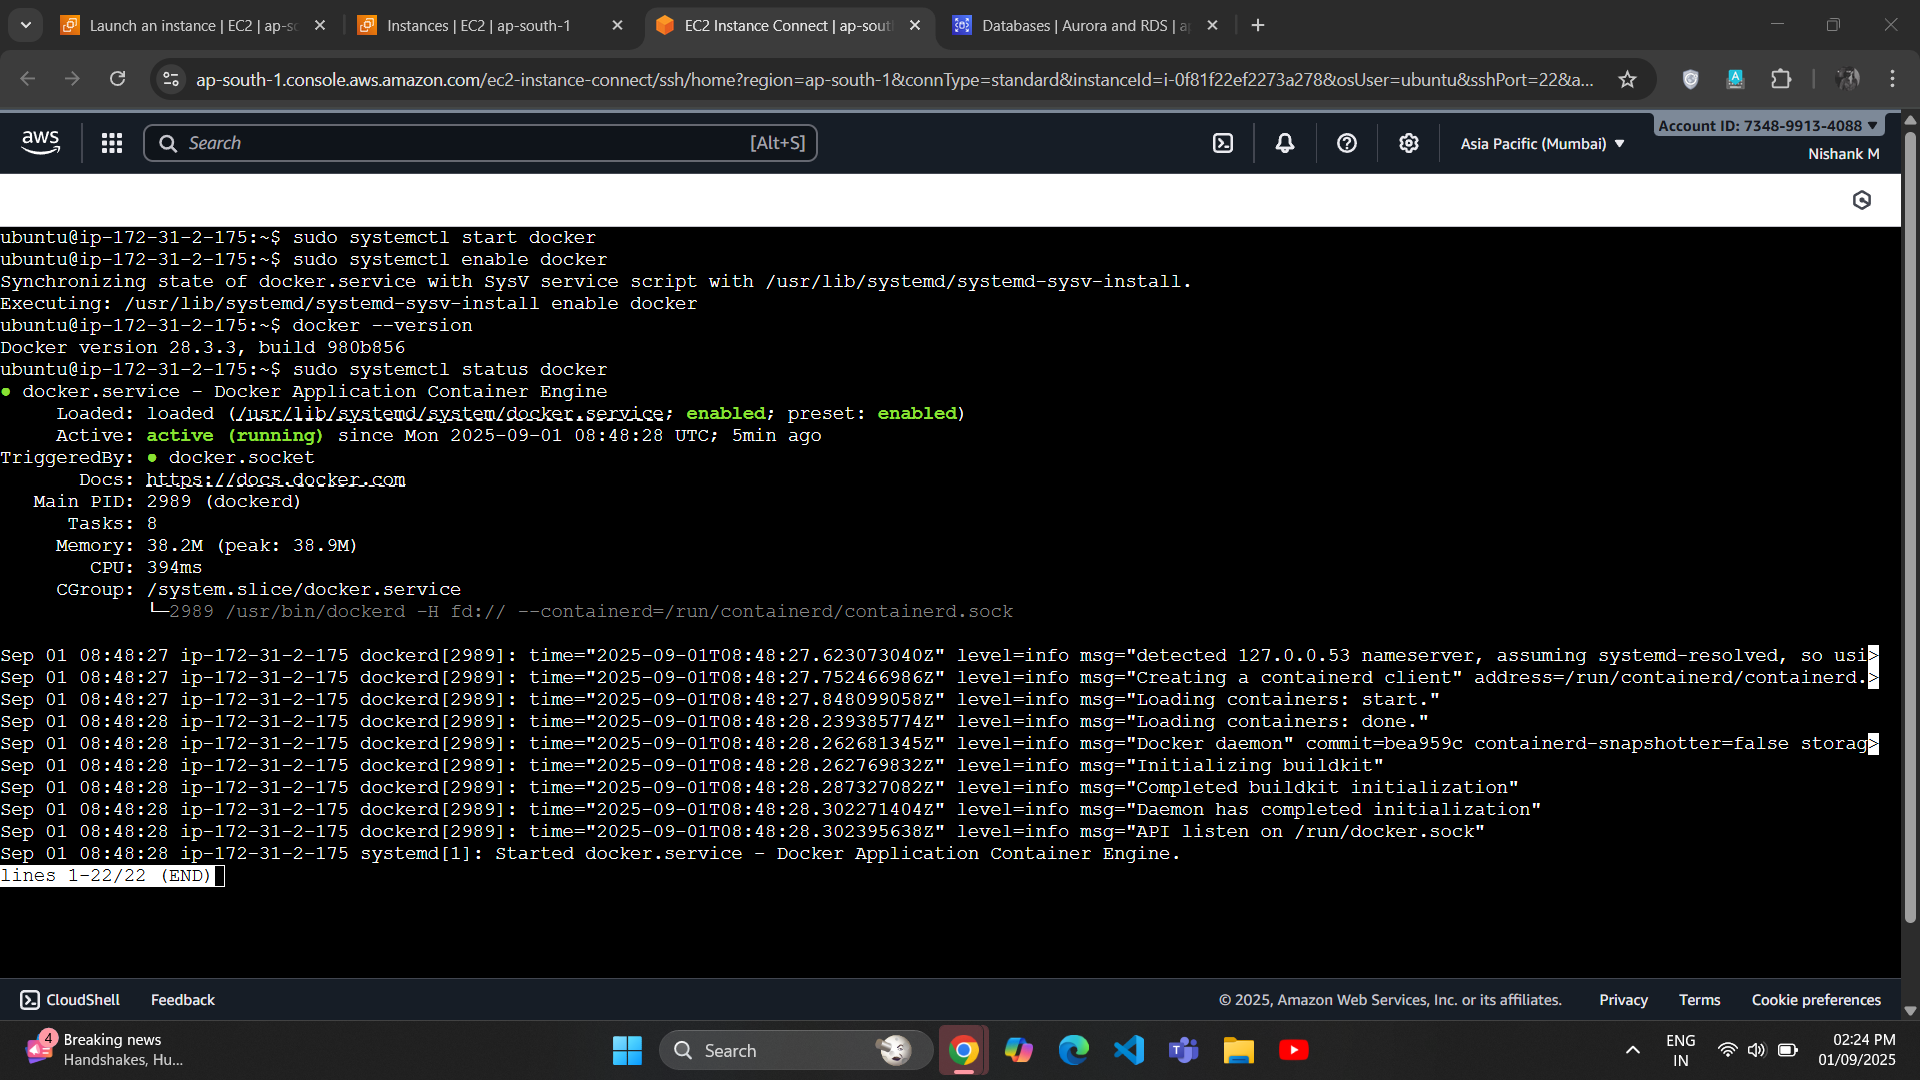 Launch an instance | EC2 | ap-so
Instances | EC2 | ap-south-1
EC2 Instance Connect | ap-sout
Databases | Aurora and RDS | a
ap-south-1.console.aws.amazon.com/ec2-instance-connect/ssh/home?region=ap-south-1&connType=standard&instanceId=i-0f81f22ef2273a278&osUser=ubuntu&sshPort=22&a...
aws
Search
[Alt+S]
Asia Pacific (Mumbai)
Account ID: 7348-9913-4088
Nishank M
ubuntu@ip-172-31-2-175:~$ sudo systemctl start docker
ubuntu@ip-172-31-2-175:~$ sudo systemctl enable docker
Synchronizing state of docker.service with SysV service script with /usr/lib/systemd/systemd-sysv-install.
Executing: /usr/lib/systemd/systemd-sysv-install enable docker
ubuntu@ip-172-31-2-175:~$ docker --version
Docker version 28.3.3, build 980b856
ubuntu@ip-172-31-2-175:~$ sudo systemctl status docker
● docker.service - Docker Application Container Engine
Loaded: loaded (/usr/lib/systemd/system/docker.service; enabled; preset: enabled)
Active: active (running) since Mon 2025-09-01 08:48:28 UTC; 5min ago
TriggeredBy: ● docker.socket
Docs: https://docs.docker.com
Main PID: 2989 (dockerd)
Tasks: 8
Memory: 38.2M (peak: 38.9M)
CPU: 394ms
CGroup: /system.slice/docker.service
└─2989 /usr/bin/dockerd -H fd:// --containerd=/run/containerd/containerd.sock
Sep 01 08:48:27 ip-172-31-2-175 dockerd[2989]: time="2025-09-01T08:48:27.623073040Z" level=info msg="detected 127.0.0.53 nameserver, assuming systemd-resolved, so usi>
Sep 01 08:48:27 ip-172-31-2-175 dockerd[2989]: time="2025-09-01T08:48:27.752466986Z" level=info msg="Creating a containerd client" address=/run/containerd/containerd.>
Sep 01 08:48:27 ip-172-31-2-175 dockerd[2989]: time="2025-09-01T08:48:27.848099058Z" level=info msg="Loading containers: start."
Sep 01 08:48:28 ip-172-31-2-175 dockerd[2989]: time="2025-09-01T08:48:28.239385774Z" level=info msg="Loading containers: done."
Sep 01 08:48:28 ip-172-31-2-175 dockerd[2989]: time="2025-09-01T08:48:28.262681345Z" level=info msg="Docker daemon" commit=bea959c containerd-snapshotter=false storag>
Sep 01 08:48:28 ip-172-31-2-175 dockerd[2989]: time="2025-09-01T08:48:28.262769832Z" level=info msg="Initializing buildkit"
Sep 01 08:48:28 ip-172-31-2-175 dockerd[2989]: time="2025-09-01T08:48:28.287327082Z" level=info msg="Completed buildkit initialization"
Sep 01 08:48:28 ip-172-31-2-175 dockerd[2989]: time="2025-09-01T08:48:28.302271404Z" level=info msg="Daemon has completed initialization"
Sep 01 08:48:28 ip-172-31-2-175 dockerd[2989]: time="2025-09-01T08:48:28.302395638Z" level=info msg="API listen on /run/docker.sock"
Sep 01 08:48:28 ip-172-31-2-175 systemd[1]: Started docker.service - Docker Application Container Engine.
lines 1-22/22 (END)
CloudShell
Feedback
© 2025, Amazon Web Services, Inc. or its affiliates.
Privacy
Terms
Cookie preferences
4
Breaking news
Handshakes, Hu...
Search
ENG
IN
02:24 PM
01/09/2025